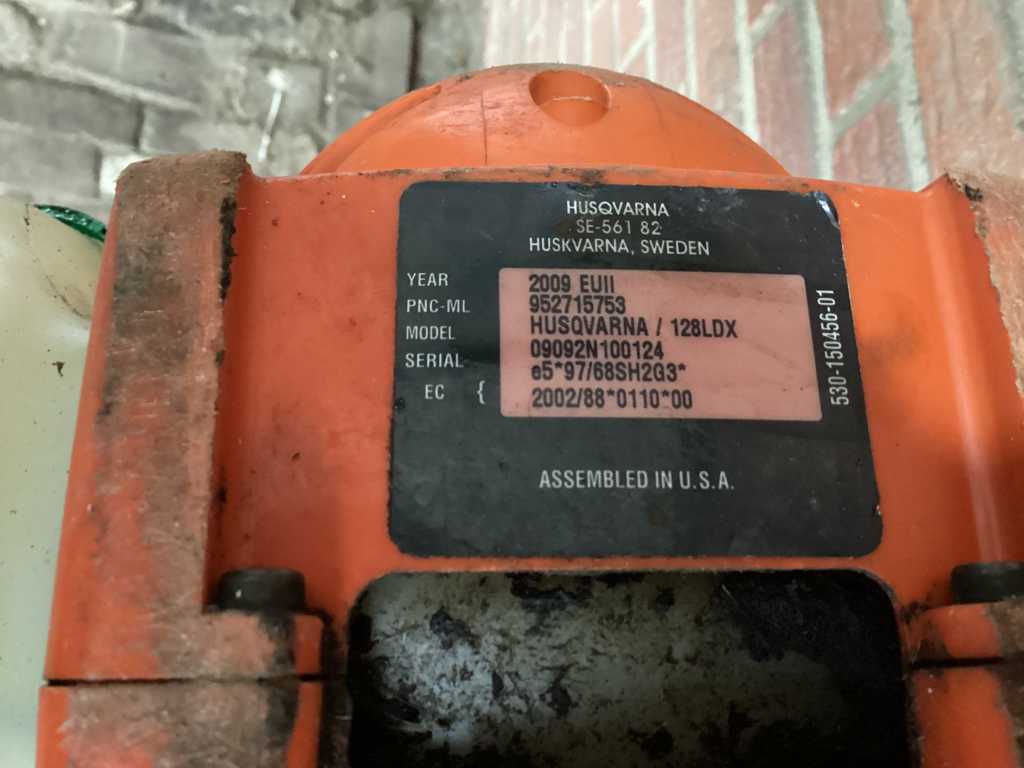 HUSQVARNA
SE-561 82
HUSKVARNA, SWEDEN
YEAR 2009 EUII
PNC-ML 952715753
MODEL HUSQVARNA / 128LDX
SERIAL 09092N100124
e5*97/68SH2G3*
EC { 2002/88*0110*00
530-150456-01
ASSEMBLED IN U.S.A.